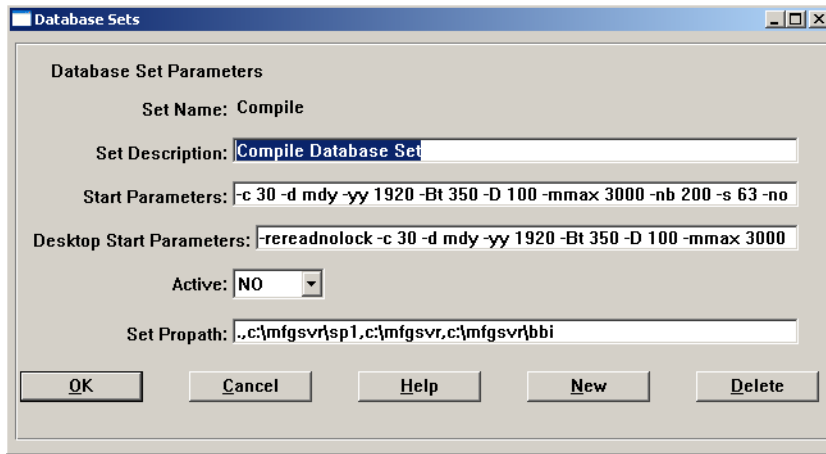 Database Sets
Database Set Parameters
Set Name: Compile
Set Description: Compile Database Set
Start Parameters: -c 30 -d mdy -yy 1920 -Bt 350 -D 100 -mmax 3000 -nb 200 -s 63 -no
Desktop Start Parameters: -rereadnolock -c 30 -d mdy -yy 1920 -Bt 350 -D 100 -mmax 3000
Active: NO
Set Propath: .,c:\mfgsvr\sp1,c:\mfgsvr,c:\mfgsvr\bbi
OK Cancel Help New Delete